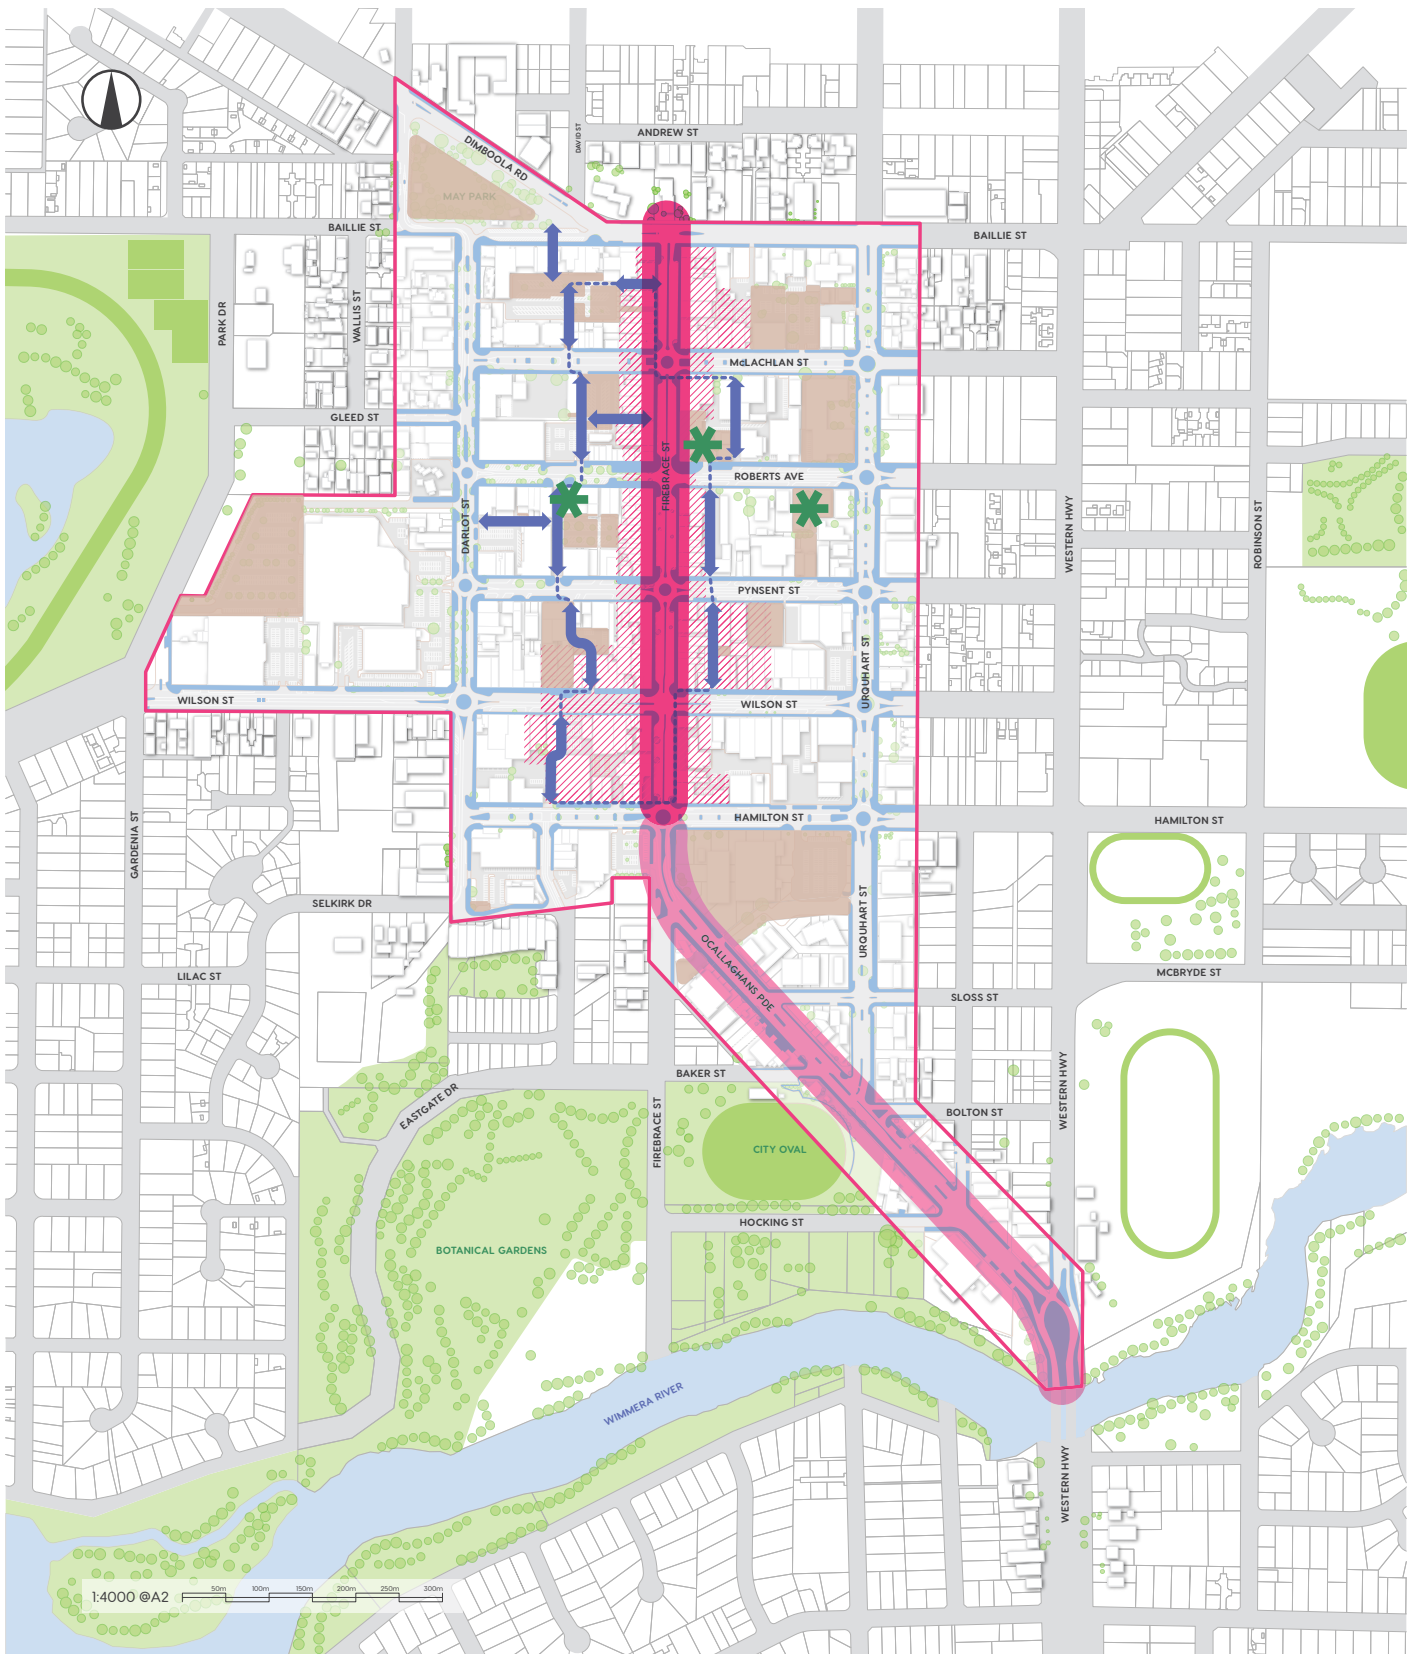 ANDREW ST
DAVID ST
DIMBOOLA RD
MAY PARK
BAILLIE ST
BAILLIE ST
PARK DR
WALLIS ST
McLACHLAN ST
GLEED ST
FIREBRACE ST
ROBERTS AVE
DARLOT ST
WESTERN HWY
ROBINSON ST
PYNSENT ST
URQUHART ST
WILSON ST
WILSON ST
HAMILTON ST
HAMILTON ST
GARDENIA ST
SELKIRK DR
URQUHART ST
OCALLAGHANS PDE
LILAC ST
MCBRYDE ST
SLOSS ST
BAKER ST
EASTGATE DR
FIREBRACE ST
WESTERN HWY
BOLTON ST
CITY OVAL
HOCKING ST
BOTANICAL GARDENS
WIMMERA RIVER
WESTERN HWY
1:4000 @A2
50m 100m 150m 200m 250m 300m